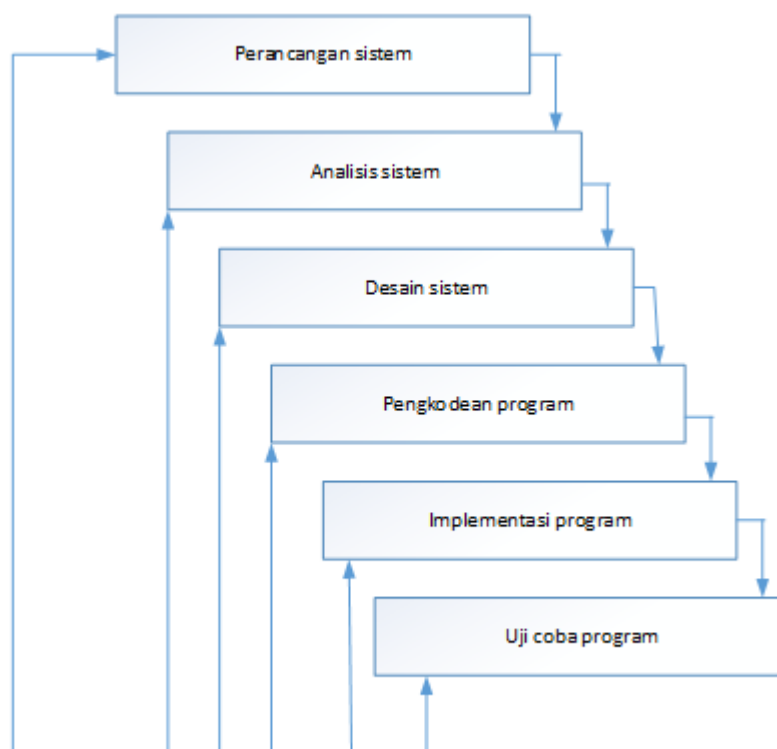 Perancangan sistem
Analisis sistem
Desain sistem
Pengkodean program
Implementasi program
Uji coba program